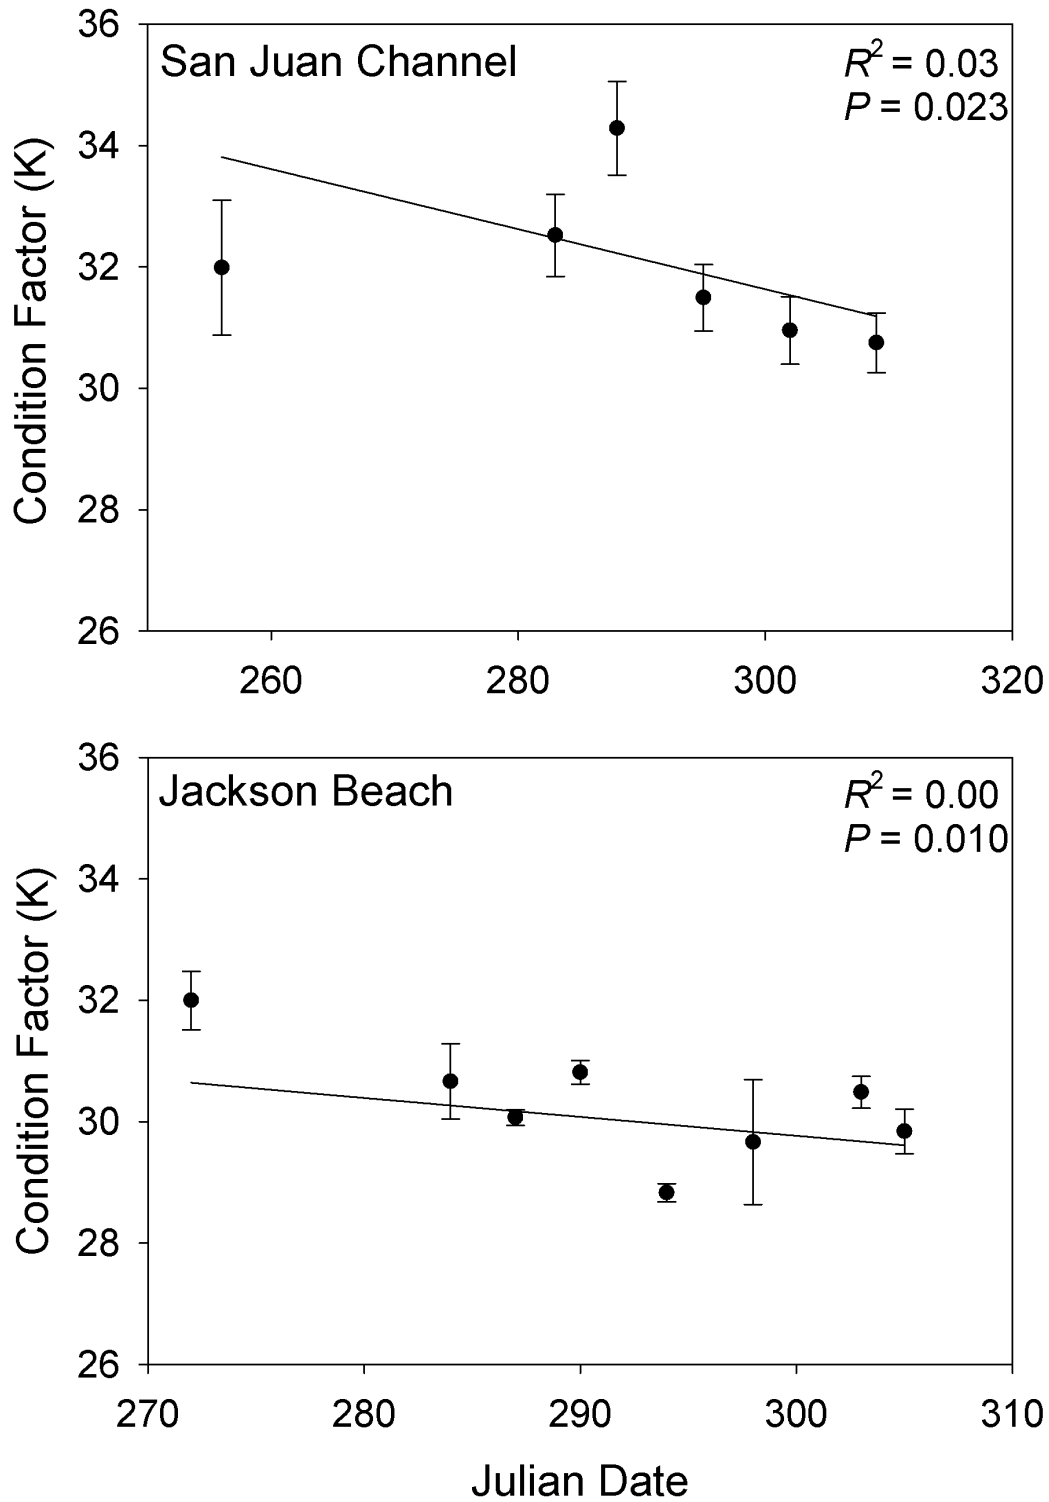 36
San Juan Channel
R² = 0.03
P = 0.023
34
32
30
28
26
Condition Factor (K)
260 280 300 320
36
Jackson Beach
R² = 0.00
P = 0.010
34
32
30
28
26
Condition Factor (K)
270 280 290 300 310
Julian Date